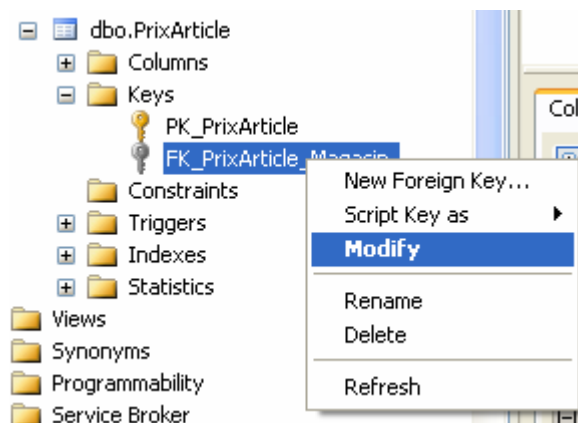 dbo.PrixArticle
Columns
Keys
PK_PrixArticle
FK_PrixArticle_Magasin
Constraints
Triggers
Indexes
Statistics
Views
Synonyms
Programmability
Service Broker
Col
New Foreign Key...
Script Key as
Modify
Rename
Delete
Refresh